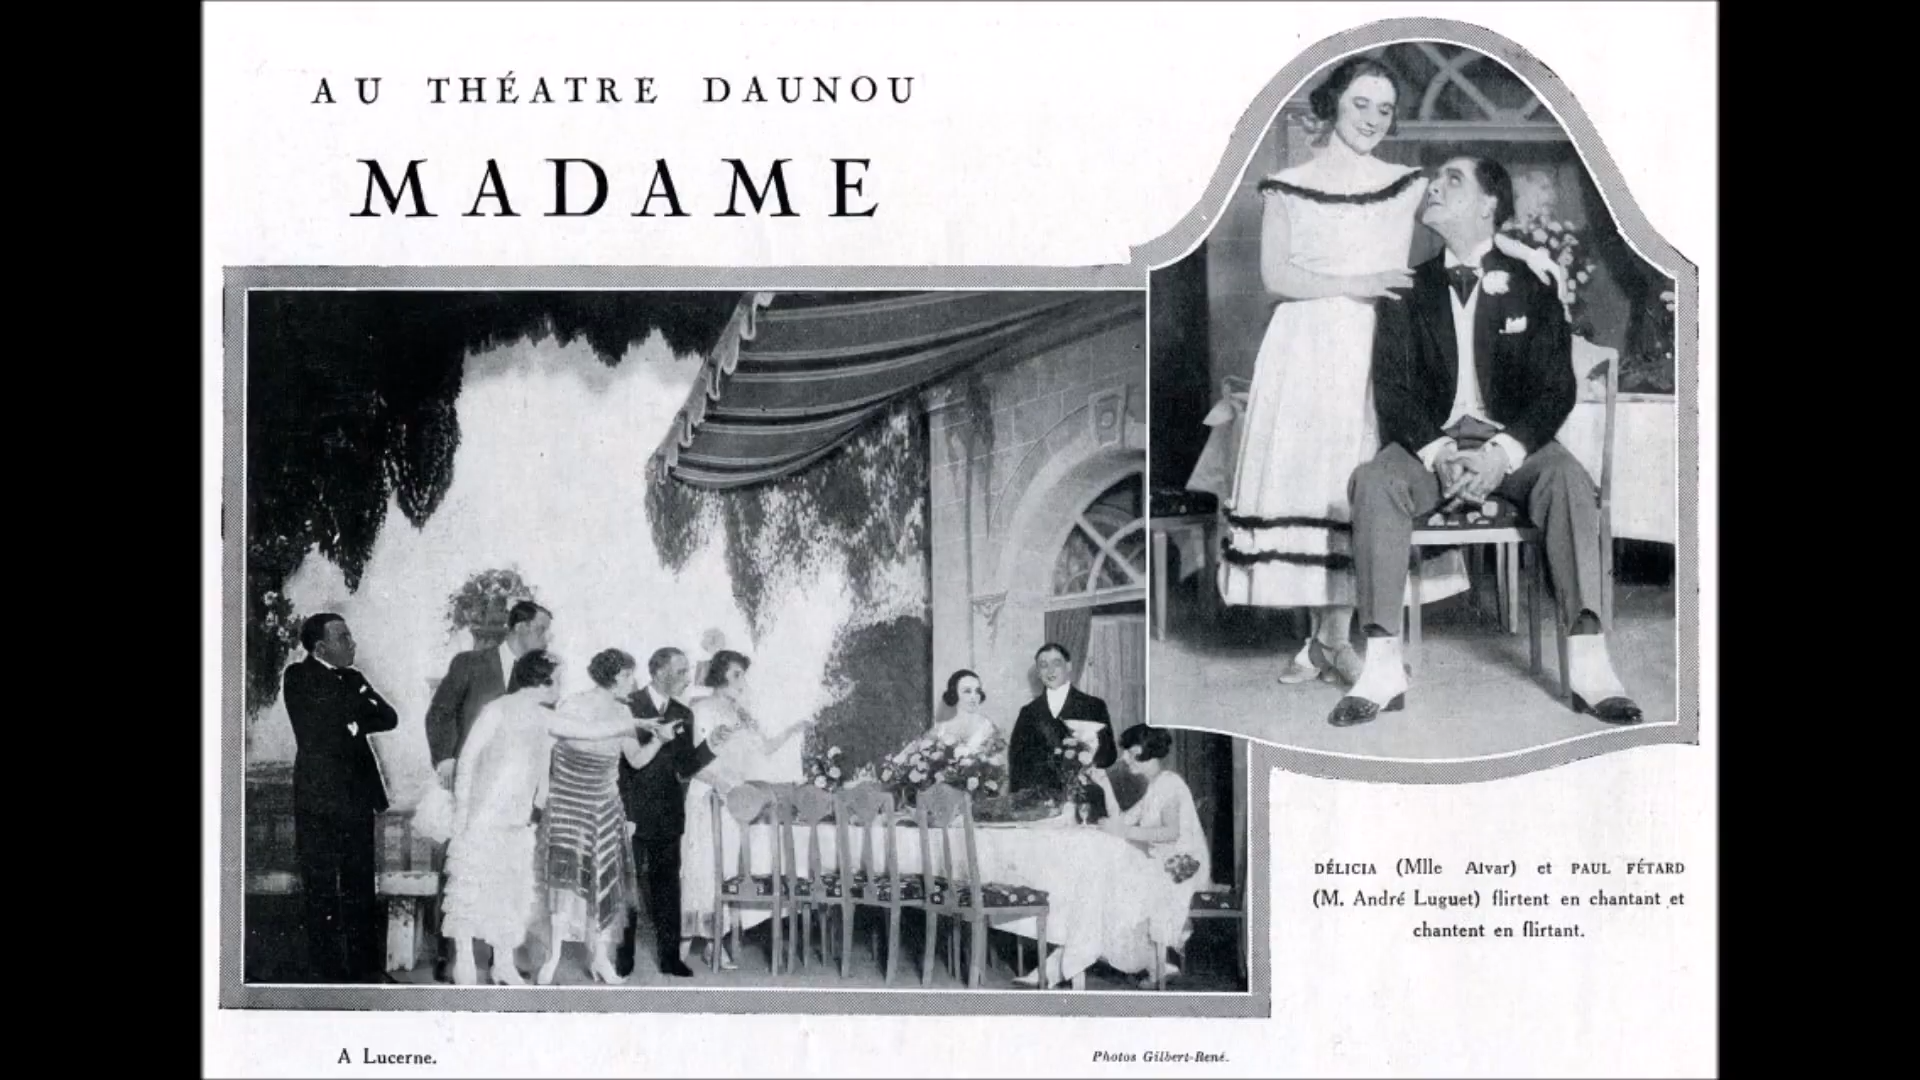 AU THÉATRE DAUNOU
MADAME
DÉLICIA (Mlle Alvar) et PAUL FÉTARD
(M. André Luguet) flirtent en chantant et
chantent en flirtant.
A Lucerne.
Photos Gilbert-René.